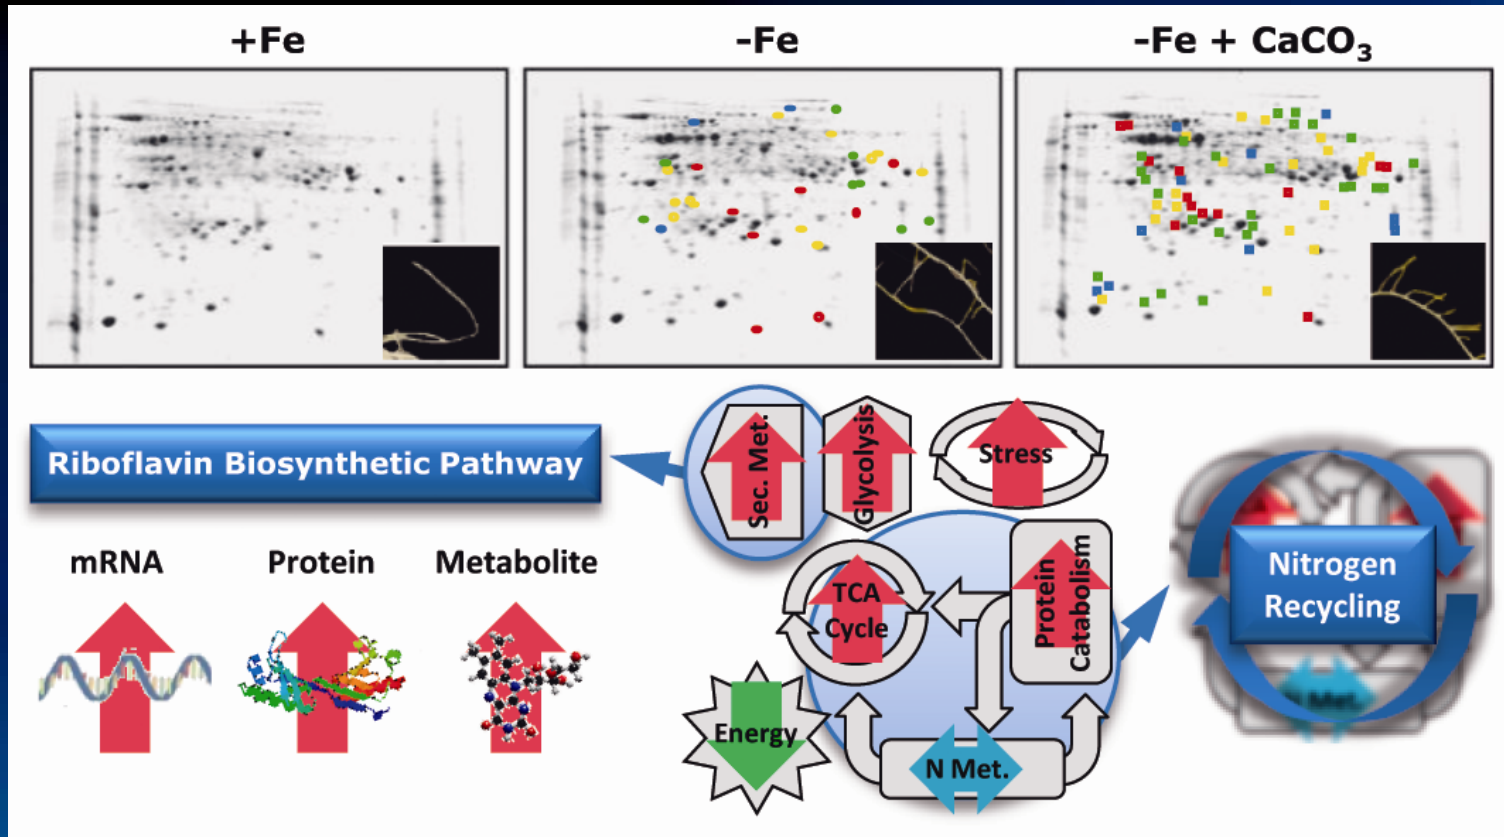 +Fe
-Fe
-Fe + CaCO₃
Riboflavin Biosynthetic Pathway
mRNA
Protein
Metabolite
Sec. Met.
Glycolysis
Stress
TCA
Cycle
Protein
Catabolism
Energy
N Met.
Nitrogen
Recycling
N Met.